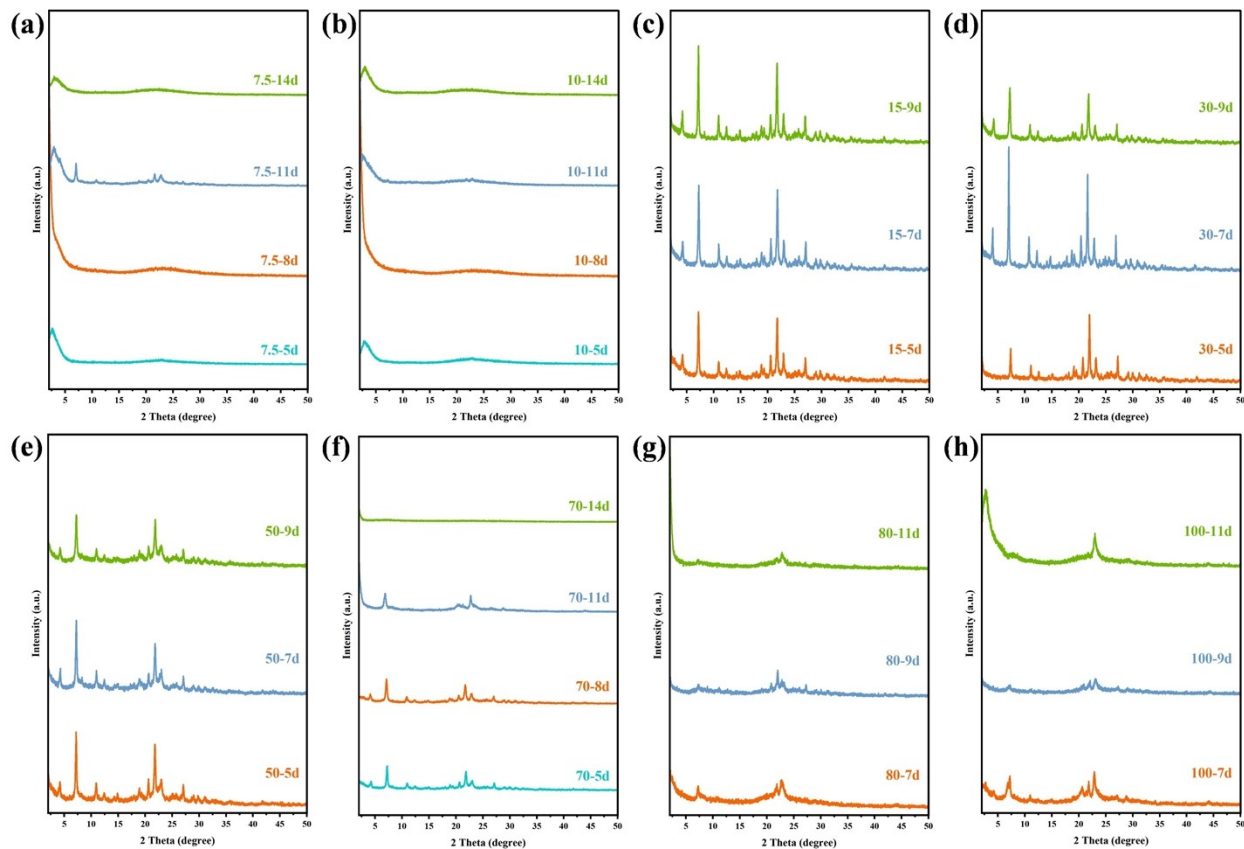 (a)
7.5-14d
7.5-11d
7.5-8d
7.5-5d
Intensity (a.u.)
5 10 15 20 25 30 35 40 45 50
2 Theta (degree)
(b)
10-14d
10-11d
10-8d
10-5d
Intensity (a.u.)
5 10 15 20 25 30 35 40 45 50
2 Theta (degree)
(c)
15-9d
15-7d
15-5d
Intensity (a.u.)
5 10 15 20 25 30 35 40 45 50
2 Theta (degree)
(d)
30-9d
30-7d
30-5d
Intensity (a.u.)
5 10 15 20 25 30 35 40 45 50
2 Theta (degree)
(e)
50-9d
50-7d
50-5d
Intensity (a.u.)
5 10 15 20 25 30 35 40 45 50
2 Theta (degree)
(f)
70-14d
70-11d
70-8d
70-5d
Intensity (a.u.)
5 10 15 20 25 30 35 40 45 50
2 Theta (degree)
(g)
80-11d
80-9d
80-7d
Intensity (a.u.)
5 10 15 20 25 30 35 40 45 50
2 Theta (degree)
(h)
100-11d
100-9d
100-7d
Intensity (a.u.)
5 10 15 20 25 30 35 40 45 50
2 Theta (degree)